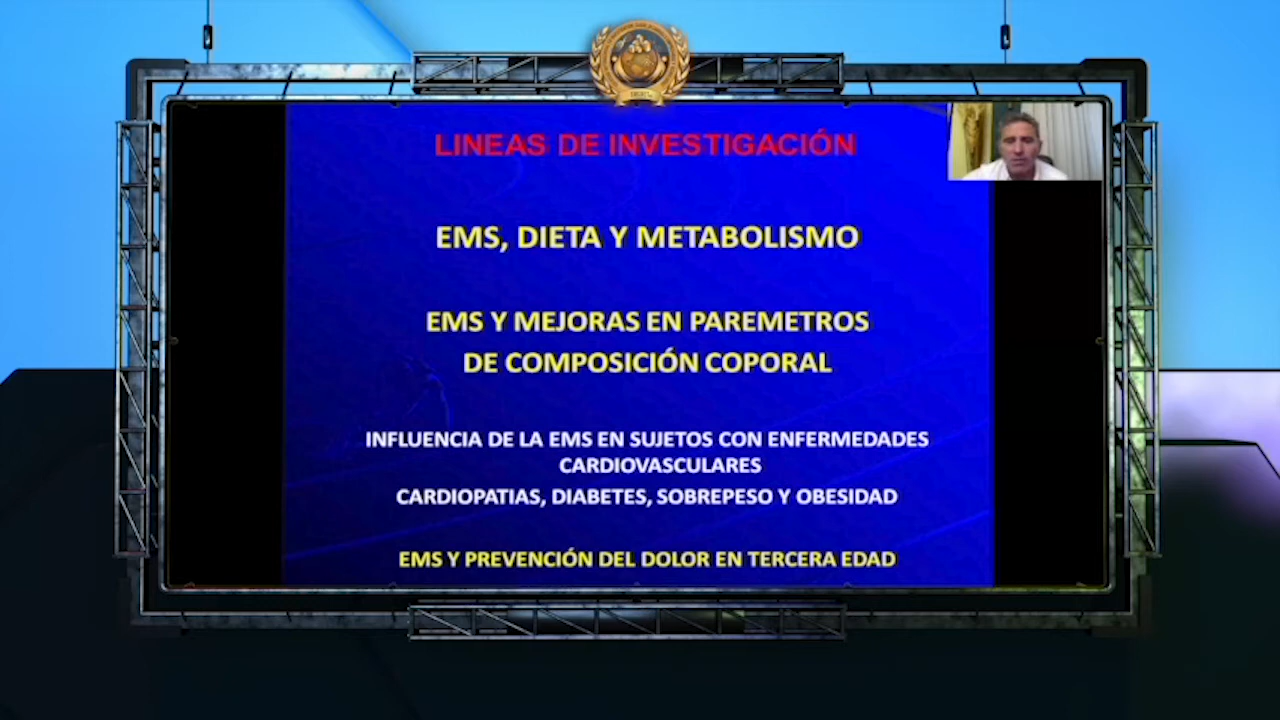 LINEAS DE INVESTIGACIÓN
EMS, DIETA Y METABOLISMO
EMS Y MEJORAS EN PAREMETROS
DE COMPOSICIÓN COPORAL
INFLUENCIA DE LA EMS EN SUJETOS CON ENFERMEDADES
CARDIOVASCULARES
CARDIOPATIAS, DIABETES, SOBREPESO Y OBESIDAD
EMS Y PREVENCIÓN DEL DOLOR EN TERCERA EDAD